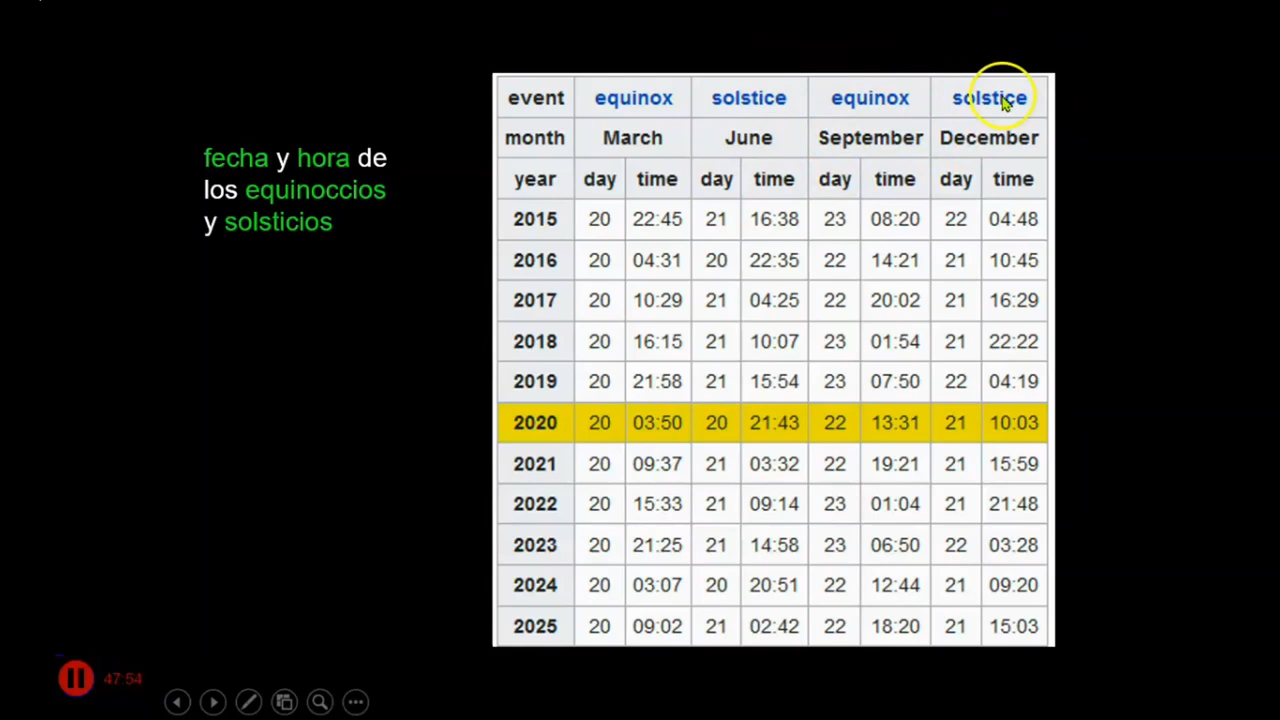 fecha y hora de
los equinoccios
y solsticios
event equinox solstice equinox solstice
month March June September December
year day time day time day time day time
2015 20 22:45 21 16:38 23 08:20 22 04:48
2016 20 04:31 20 22:35 22 14:21 21 10:45
2017 20 10:29 21 04:25 22 20:02 21 16:29
2018 20 16:15 21 10:07 23 01:54 21 22:22
2019 20 21:58 21 15:54 23 07:50 22 04:19
2020 20 03:50 20 21:43 22 13:31 21 10:03
2021 20 09:37 21 03:32 22 19:21 21 15:59
2022 20 15:33 21 09:14 23 01:04 21 21:48
2023 20 21:25 21 14:58 23 06:50 22 03:28
2024 20 03:07 20 20:51 22 12:44 21 09:20
2025 20 09:02 21 02:42 22 18:20 21 15:03
47:54